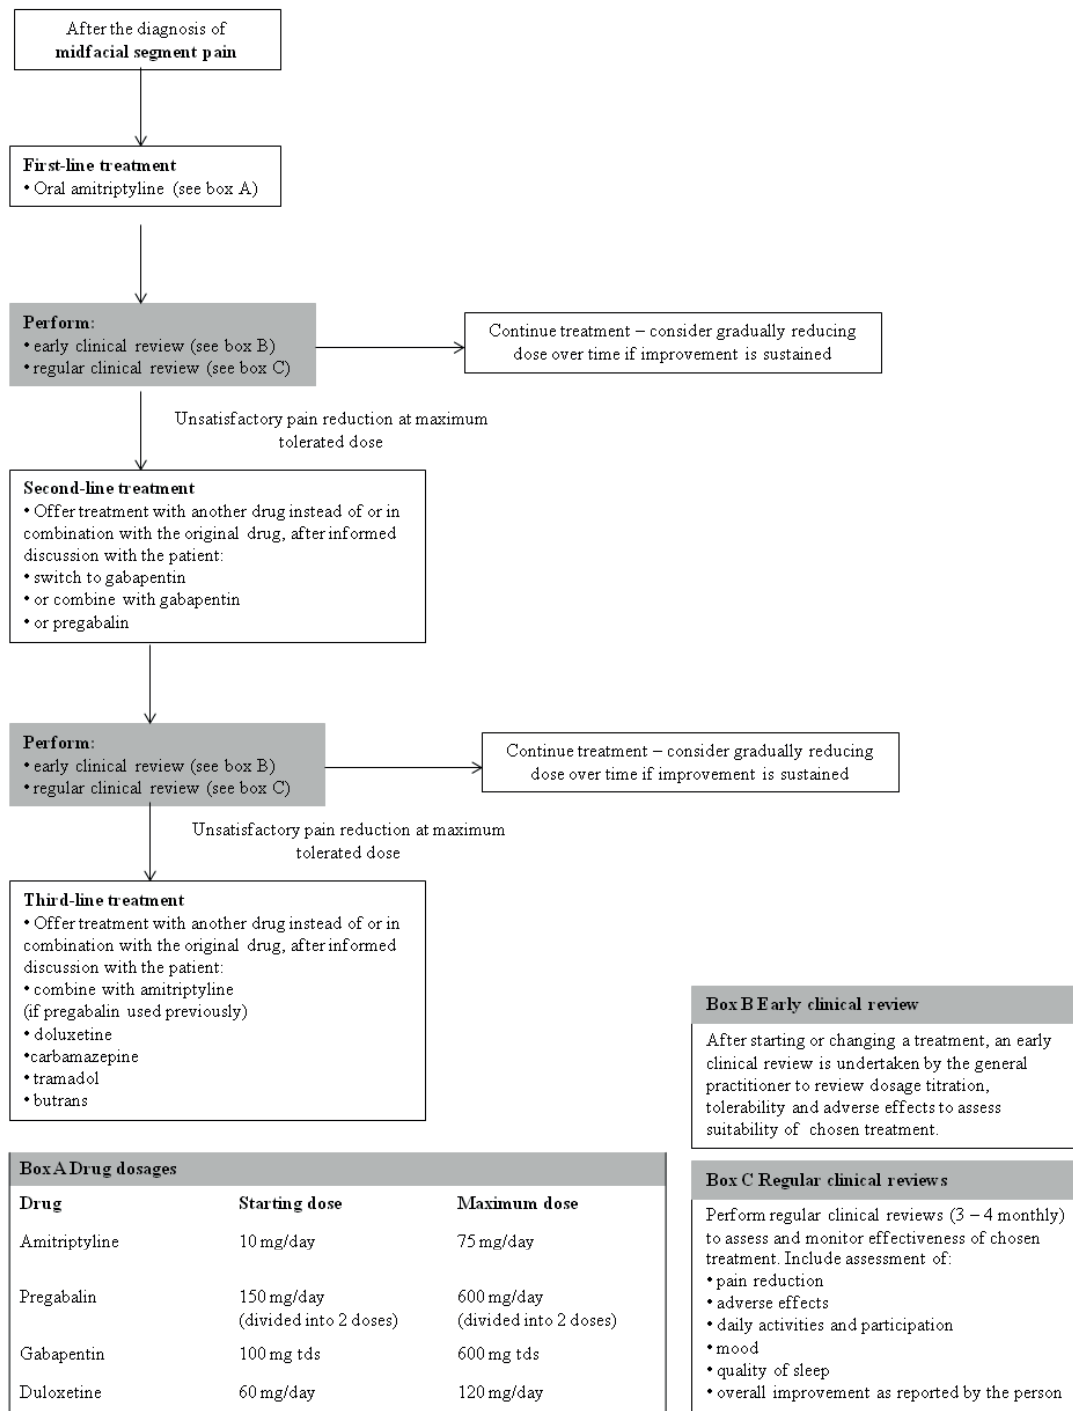 After the diagnosis of
midfacial segment pain
First-line treatment
• Oral amitriptyline (see box A)
Perform:
• early clinical review (see box B)
• regular clinical review (see box C)
Continue treatment – consider gradually reducing
dose over time if improvement is sustained
Unsatisfactory pain reduction at maximum
tolerated dose
Second-line treatment
• Offer treatment with another drug instead of or in
combination with the original drug, after informed
discussion with the patient:
• switch to gabapentin
• or combine with gabapentin
• or pregabalin
Perform:
• early clinical review (see box B)
• regular clinical review (see box C)
Continue treatment – consider gradually reducing
dose over time if improvement is sustained
Unsatisfactory pain reduction at maximum
tolerated dose
Third-line treatment
• Offer treatment with another drug instead of or in
combination with the original drug, after informed
discussion with the patient:
• combine with amitriptyline
(if pregabalin used previously)
• doluxetine
•carbamazepine
• tramadol
• butrans
Box B Early clinical review
After starting or changing a treatment, an early
clinical review is undertaken by the general
practitioner to review dosage titration,
tolerability and adverse effects to assess
suitability of chosen treatment.
Box A Drug dosages
Drug Starting dose Maximum dose
Amitriptyline 10 mg/day 75 mg/day
Pregabalin 150 mg/day 600 mg/day
(divided into 2 doses) (divided into 2 doses)
Gabapentin 100 mg tds 600 mg tds
Duloxetine 60 mg/day 120 mg/day
Box C Regular clinical reviews
Perform regular clinical reviews (3 – 4 monthly)
to assess and monitor effectiveness of chosen
treatment. Include assessment of:
• pain reduction
• adverse effects
• daily activities and participation
• mood
• quality of sleep
• overall improvement as reported by the person